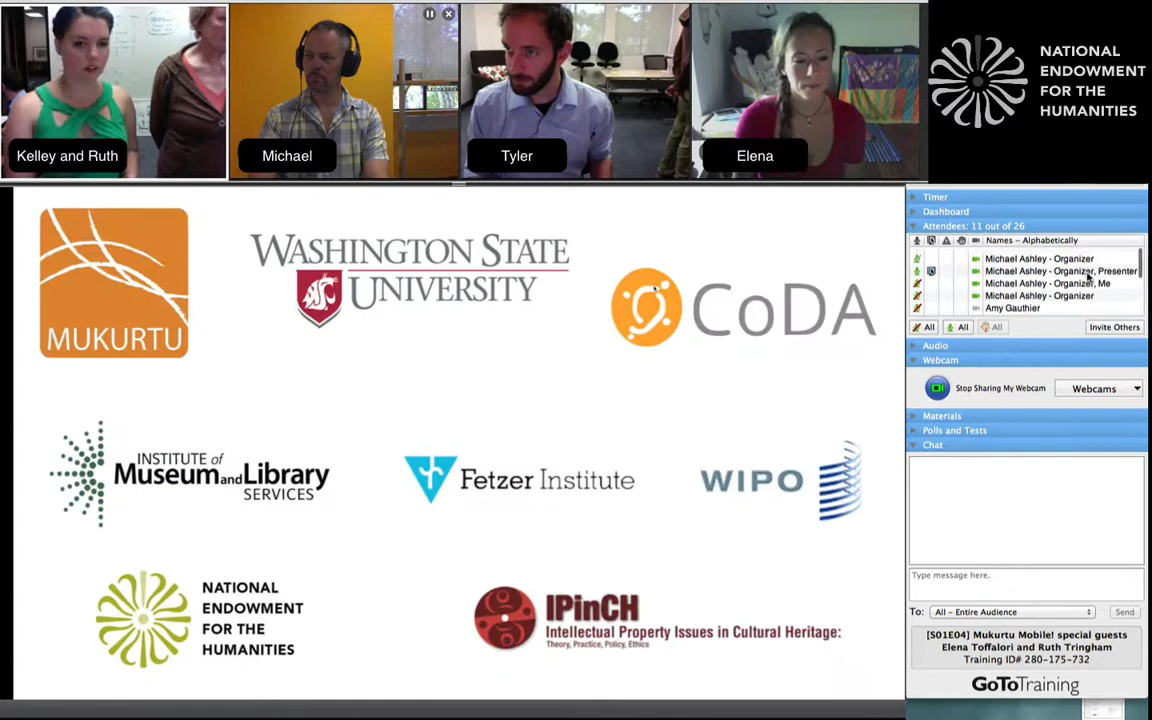 Kelley and Ruth
Michael
Tyler
Elena
NATIONAL
ENDOWMENT
FOR THE
HUMANITIES
MUKURTU
WASHINGTON STATE
UNIVERSITY
CoDA
INSTITUTE of
Museum and Library
SERVICES
Fetzer Institute
WIPO
NATIONAL
ENDOWMENT
FOR THE
HUMANITIES
IPinCH
Intellectual Property Issues in Cultural Heritage:
Theory, Practice, Policy, Ethics
Timer
Dashboard
Attendees: 11 out of 26
Names - Alphabetically
Michael Ashley - Organizer
Michael Ashley - Organizer, Presenter
Michael Ashley - Organizer, Me
Michael Ashley - Organizer
Amy Gauthier
All All All Invite Others
Audio
Webcam
Stop Sharing My Webcam Webcams
Materials
Polls and Tests
Chat
Type message here.
To: All - Entire Audience Send
[S01E04] Mukurtu Mobile! special guests
Elena Toffalori and Ruth Tringham
Training ID# 280-175-732
GoToTraining